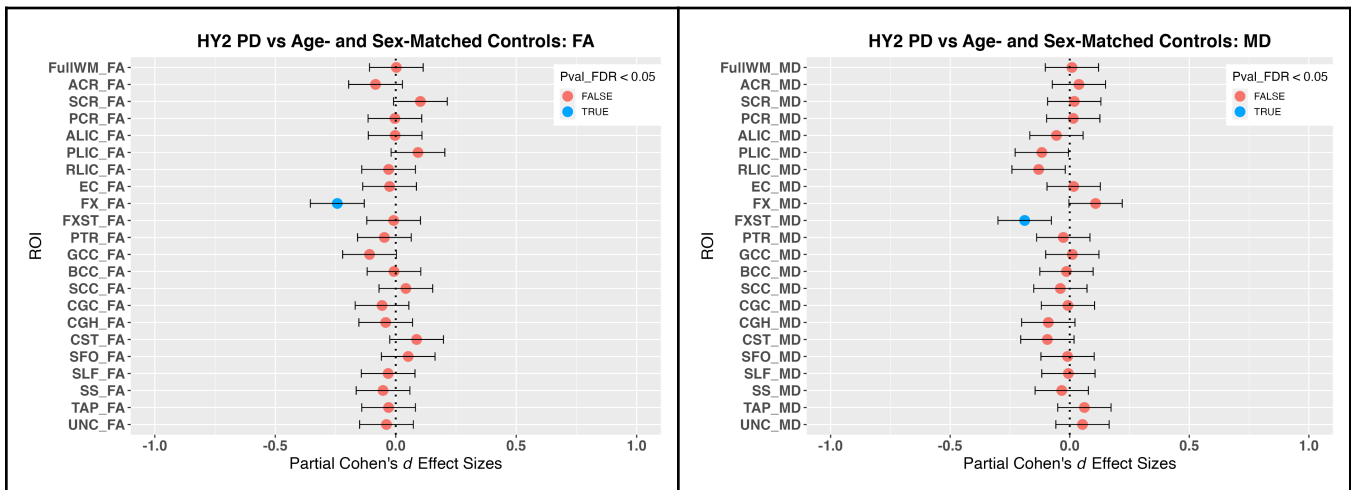 HY2 PD vs Age- and Sex-Matched Controls: FA
FullWM_FA
ACR_FA
SCR_FA
PCR_FA
ALIC_FA
PLIC_FA
RLIC_FA
EC_FA
FX_FA
FXST_FA
PTR_FA
GCC_FA
BCC_FA
SCC_FA
CGC_FA
CGH_FA
CST_FA
SFO_FA
SLF_FA
SS_FA
TAP_FA
UNC_FA
ROI
Pval_FDR < 0.05
FALSE
TRUE
-1.0 -0.5 0.0 0.5 1.0
Partial Cohen's d Effect Sizes
HY2 PD vs Age- and Sex-Matched Controls: MD
FullWM_MD
ACR_MD
SCR_MD
PCR_MD
ALIC_MD
PLIC_MD
RLIC_MD
EC_MD
FX_MD
FXST_MD
PTR_MD
GCC_MD
BCC_MD
SCC_MD
CGC_MD
CGH_MD
CST_MD
SFO_MD
SLF_MD
SS_MD
TAP_MD
UNC_MD
ROI
Pval_FDR < 0.05
FALSE
TRUE
-1.0 -0.5 0.0 0.5 1.0
Partial Cohen's d Effect Sizes